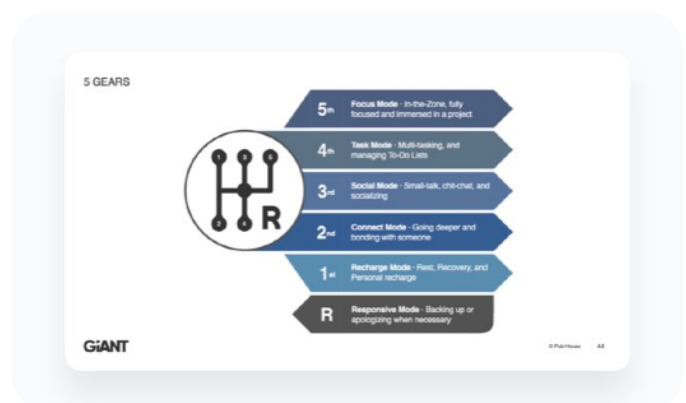 5 GEARS
5th
Focus Mode - In-the-Zone, fully
focused and immersed in a project
4th
Task Mode - Multi-tasking, and
managing To-Do Lists
3rd
Social Mode - Small-talk, chit-chat, and
socializing
2nd
Connect Mode - Going deeper and
bonding with someone
1st
Recharge Mode - Rest, Recovery, and
Personal recharge
R
Responsive Mode - Backing up or
apologizing when necessary
1 3 5
2 4 R
GiANT
© Pub House 44